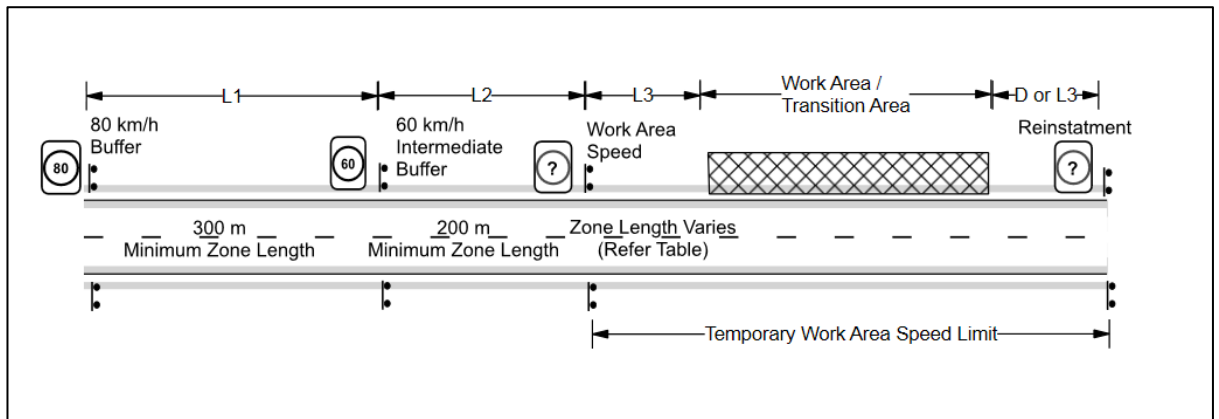 L1
L2
L3
Work Area /
Transition Area
D or L3
80 km/h
Buffer
60 km/h
Intermediate
Buffer
Work Area
Speed
Reinstatment
80
60
?
?
300 m
Minimum Zone Length
200 m
Minimum Zone Length
Zone Length Varies
(Refer Table)
Temporary Work Area Speed Limit